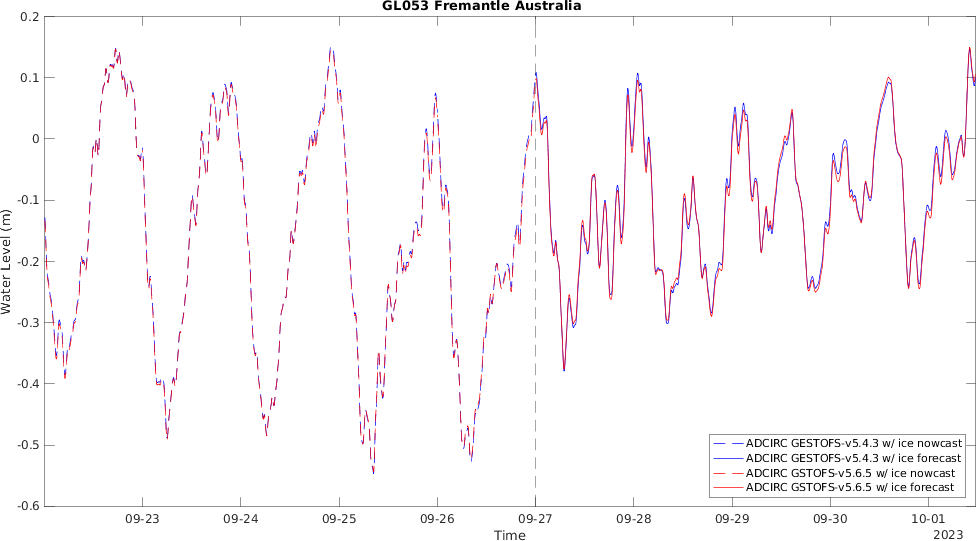 GL053 Fremantle Australia
0.2
0.1
0
-0.1
-0.2
-0.3
-0.4
-0.5
-0.6
Water Level (m)
ADCIRC GESTOFS-v5.4.3 w/ ice nowcast
ADCIRC GESTOFS-v5.4.3 w/ ice forecast
ADCIRC GSTOFS-v5.6.5 w/ ice nowcast
ADCIRC GSTOFS-v5.6.5 w/ ice forecast
09-23 09-24 09-25 09-26 09-27 09-28 09-29 09-30 10-01
Time
2023